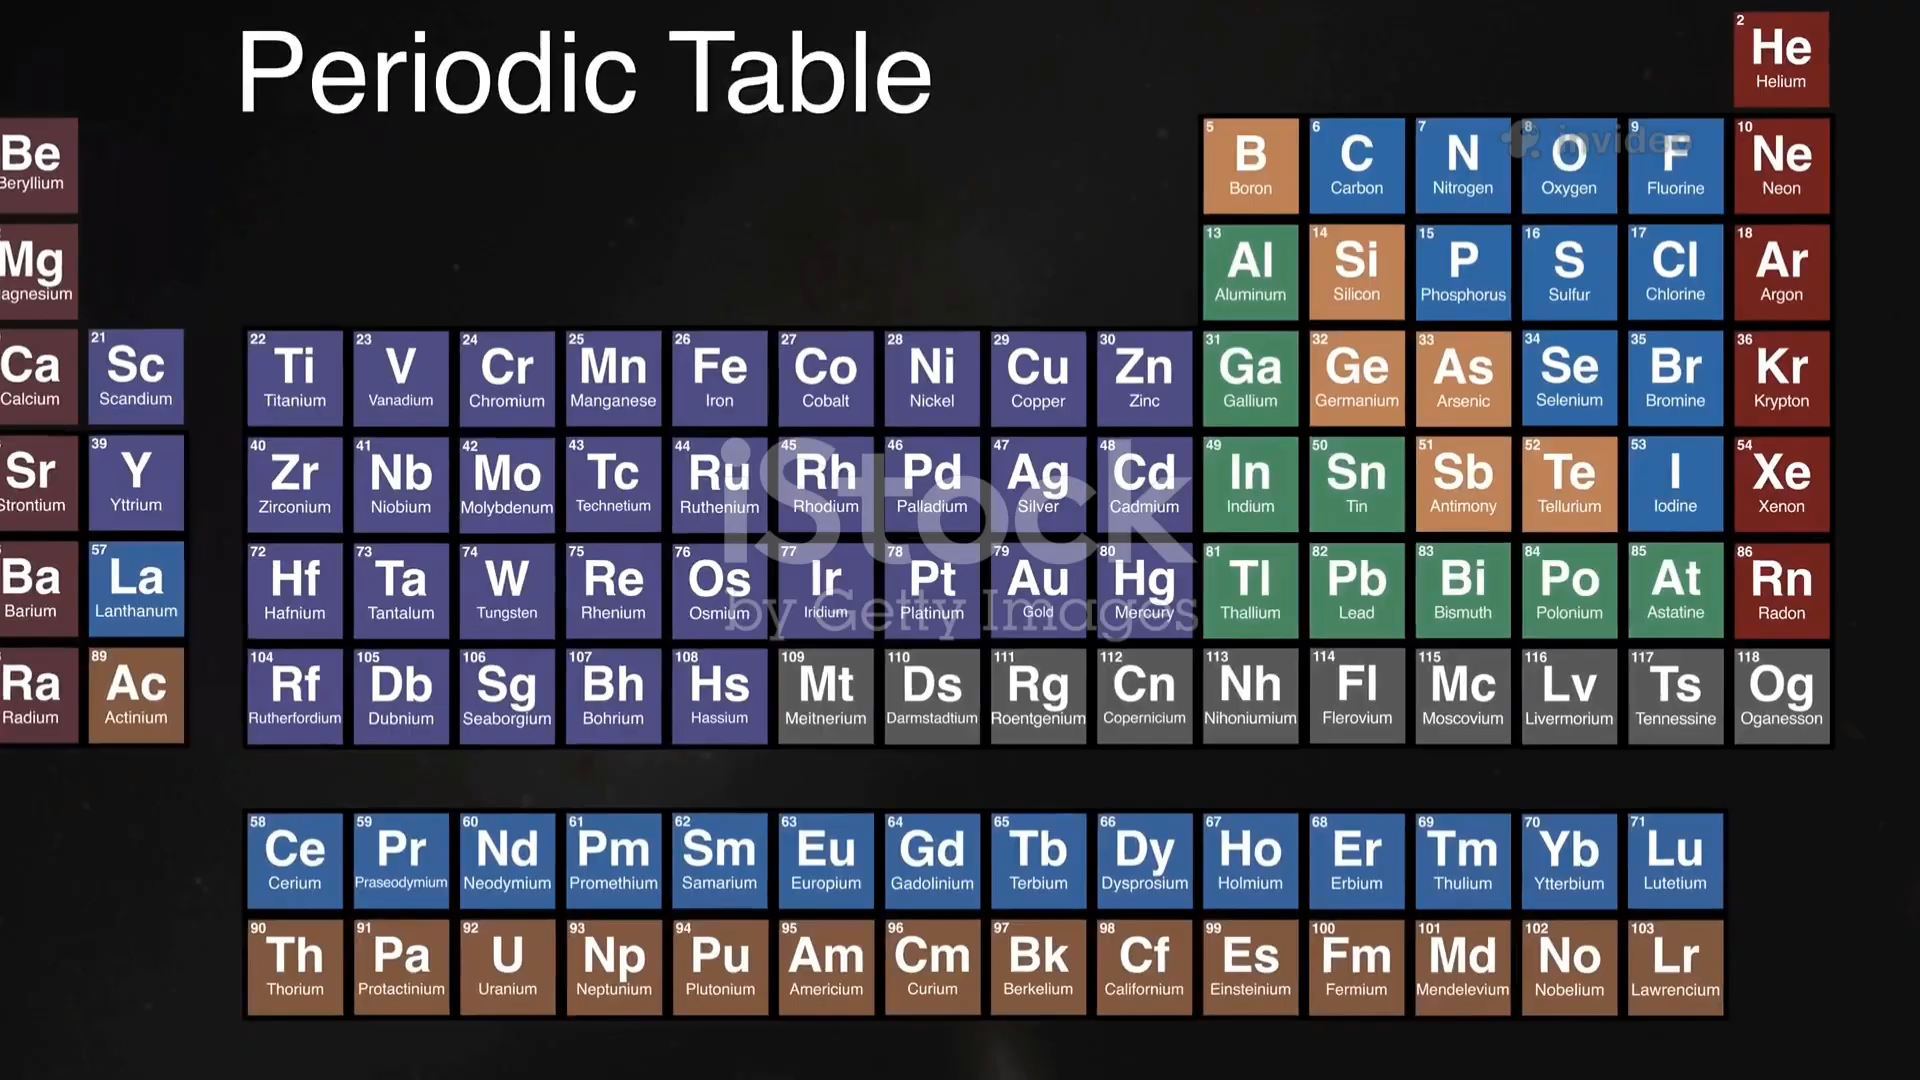 Periodic Table
2
He
Helium
Be
Beryllium
5 6 7 8 9 10
B C N O F Ne
Boron Carbon Nitrogen Oxygen Fluorine Neon
invideo
Mg
agnesium
13 14 15 16 17 18
Al Si P S Cl Ar
Aluminum Silicon Phosphorus Sulfur Chlorine Argon
21 22 23 24 25 26 27 28 29 30 31 32 33 34 35 36
Ca Sc Ti V Cr Mn Fe Co Ni Cu Zn Ga Ge As Se Br Kr
Calcium Scandium Titanium Vanadium Chromium Manganese Iron Cobalt Nickel Copper Zinc Gallium Germanium Arsenic Selenium Bromine Krypton
39 40 41 42 43 44 45 46 47 48 49 50 51 52 53 54
Sr Y Zr Nb Mo Tc Ru Rh Pd Ag Cd In Sn Sb Te I Xe
Strontium Yttrium Zirconium Niobium Molybdenum Technetium Ruthenium Rhodium Palladium Silver Cadmium Indium Tin Antimony Tellurium Iodine Xenon
iStock
57 72 73 74 75 76 77 78 79 80 81 82 83 84 85 86
Ba La Hf Ta W Re Os Ir Pt Au Hg Tl Pb Bi Po At Rn
Barium Lanthanum Hafnium Tantalum Tungsten Rhenium Osmium Iridium Platinum Gold Mercury Thallium Lead Bismuth Polonium Astatine Radon
by Getty Images
89 104 105 106 107 108 109 110 111 112 113 114 115 116 117 118
Ra Ac Rf Db Sg Bh Hs Mt Ds Rg Cn Nh Fl Mc Lv Ts Og
Radium Actinium Rutherfordium Dubnium Seaborgium Bohrium Hassium Meitnerium Darmstadtium Roentgenium Copernicium Nihoniumium Flerovium Moscovium Livermorium Tennessine Oganesson
58 59 60 61 62 63 64 65 66 67 68 69 70 71
Ce Pr Nd Pm Sm Eu Gd Tb Dy Ho Er Tm Yb Lu
Cerium Praseodymium Neodymium Promethium Samarium Europium Gadolinium Terbium Dysprosium Holmium Erbium Thulium Ytterbium Lutetium
90 91 92 93 94 95 96 97 98 99 100 101 102 103
Th Pa U Np Pu Am Cm Bk Cf Es Fm Md No Lr
Thorium Protactinium Uranium Neptunium Plutonium Americium Curium Berkelium Californium Einsteinium Fermium Mendelevium Nobelium Lawrencium